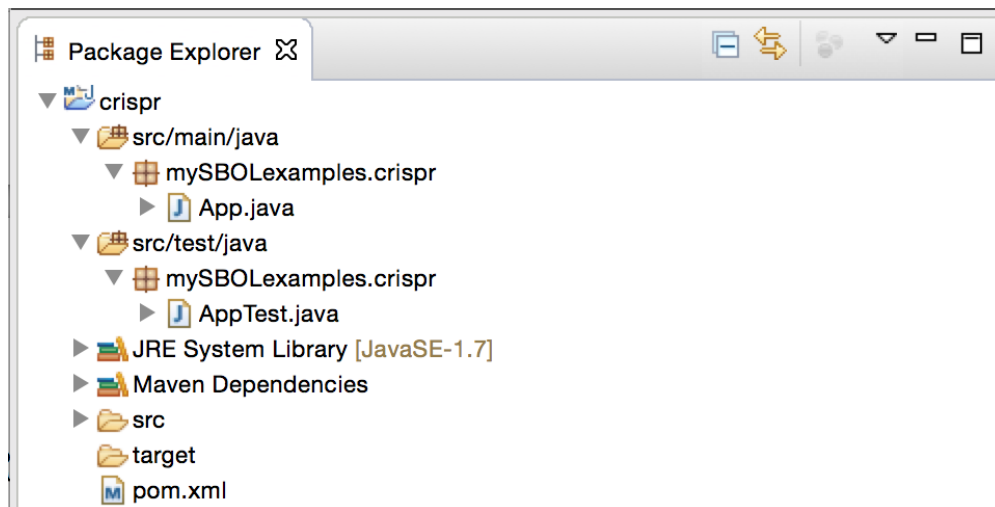 Package Explorer
crispr
src/main/java
mySBOLexamples.crispr
App.java
src/test/java
mySBOLexamples.crispr
AppTest.java
JRE System Library [JavaSE-1.7]
Maven Dependencies
src
target
pom.xml